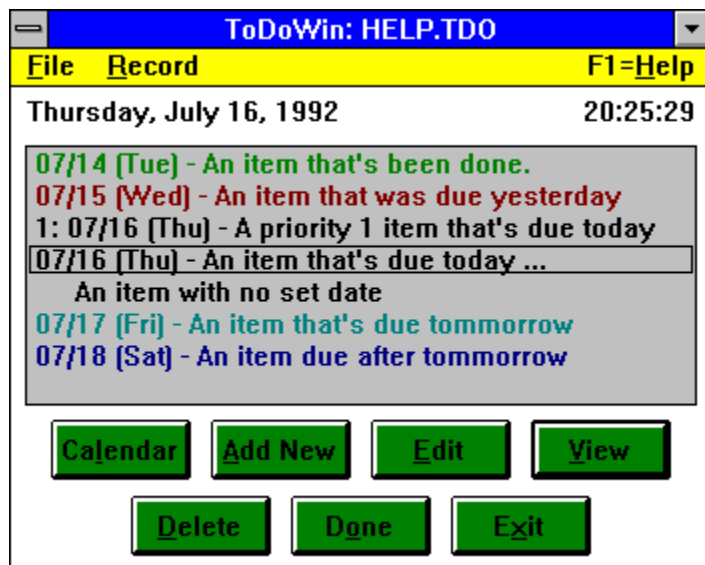 ToDoWin: HELP.TDO
File Record F1=Help
Thursday, July 16, 1992 20:25:29
07/14 (Tue) - An item that's been done.
07/15 (Wed) - An item that was due yesterday
1: 07/16 (Thu) - A priority 1 item that's due today
07/16 (Thu) - An item that's due today ...
An item with no set date
07/17 (Fri) - An item that's due tommorrow
07/18 (Sat) - An item due after tommorrow
Calendar Add New Edit View
Delete Done Exit